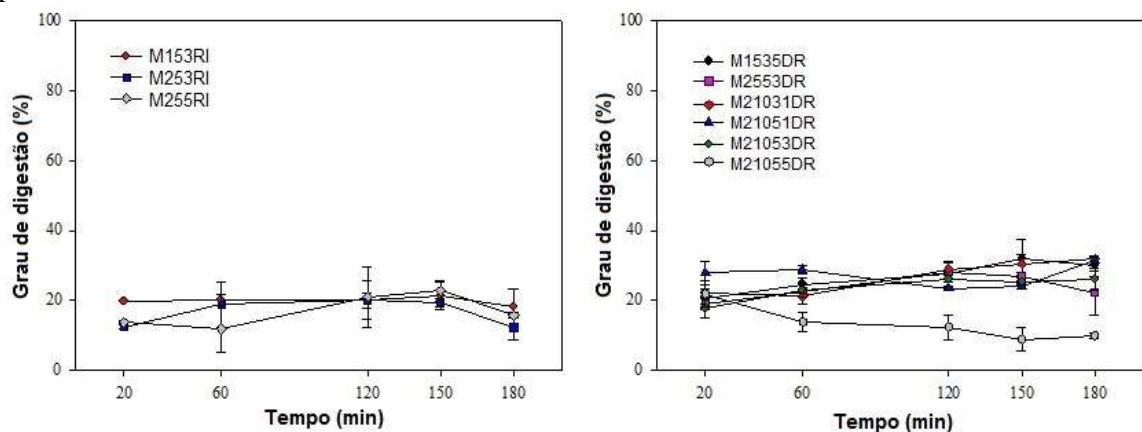 100
80
60
40
20
0
Grau de digestão (%)
M153RI
M253RI
M255RI
20 60 120 150 180
Tempo (min)
100
80
60
40
20
0
Grau de digestão (%)
M1535DR
M2553DR
M21031DR
M21051DR
M21053DR
M21055DR
20 60 120 150 180
Tempo (min)